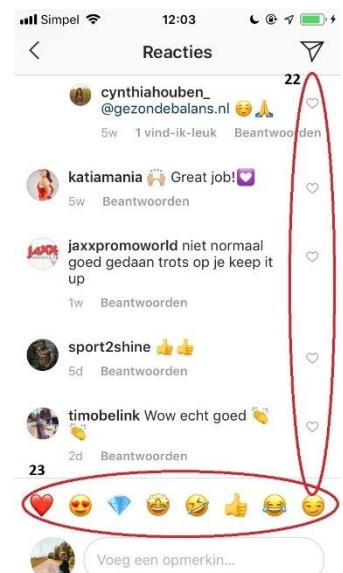 Simpel 12:03
Reacties
22
cynthiahouben_
@gezondebalans.nl 😌🙏
5w 1 vind-ik-leuk Beantwoorden
katiamania 🙌🏼 Great job!💟
5w Beantwoorden
jaxxpromoworld niet normaal
goed gedaan trots op je keep it
up
1w Beantwoorden
sport2shine 👍👍
5d Beantwoorden
timobelink Wow echt goed 👏
👏
2d Beantwoorden
23
❤️ 😍 💎 🤩 🤣 👍 😂 😏
Voeg een opmerkin...